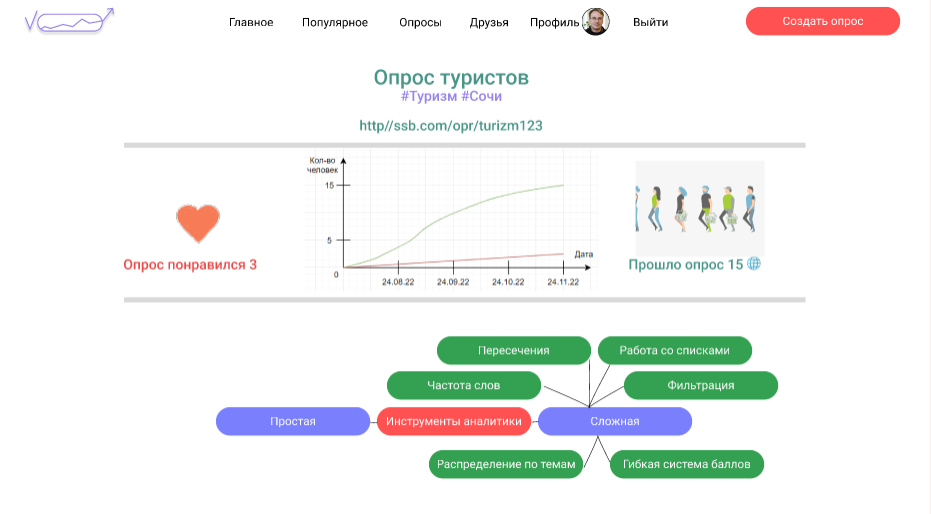 Главное Популярное Опросы Друзья Профиль Выйти Создать опрос
Опрос туристов
#Туризм #Сочи
http//ssb.com/opr/turizm123
Кол-во
человек
15
5
0
Дата
24.08.22 24.09.22 24.10.22 24.11.22
Опрос понравился 3
Прошло опрос 15
Пересечения Работа со списками
Частота слов Фильтрация
Простая Инструменты аналитики Сложная
Распределение по темам Гибкая система баллов